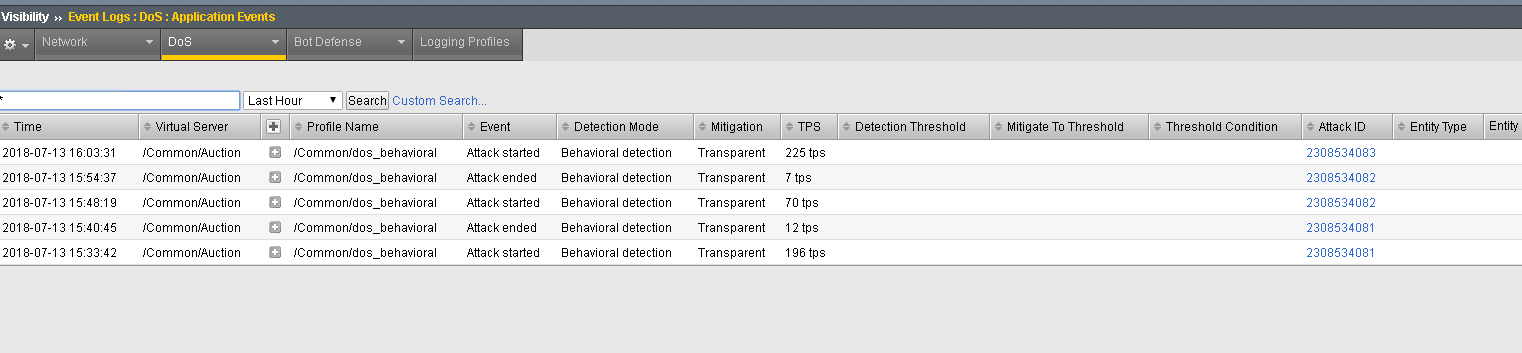 Visibility ›› Event Logs : DoS : Application Events
Network DoS Bot Defense Logging Profiles
* Last Hour Search Custom Search...
Time Virtual Server Profile Name Event Detection Mode Mitigation TPS Detection Threshold Mitigate To Threshold Threshold Condition Attack ID Entity Type Entity
2018-07-13 16:03:31 /Common/Auction /Common/dos_behavioral Attack started Behavioral detection Transparent 225 tps 2308534083
2018-07-13 15:54:37 /Common/Auction /Common/dos_behavioral Attack ended Behavioral detection Transparent 7 tps 2308534082
2018-07-13 15:48:19 /Common/Auction /Common/dos_behavioral Attack started Behavioral detection Transparent 70 tps 2308534082
2018-07-13 15:40:45 /Common/Auction /Common/dos_behavioral Attack ended Behavioral detection Transparent 12 tps 2308534081
2018-07-13 15:33:42 /Common/Auction /Common/dos_behavioral Attack started Behavioral detection Transparent 196 tps 2308534081